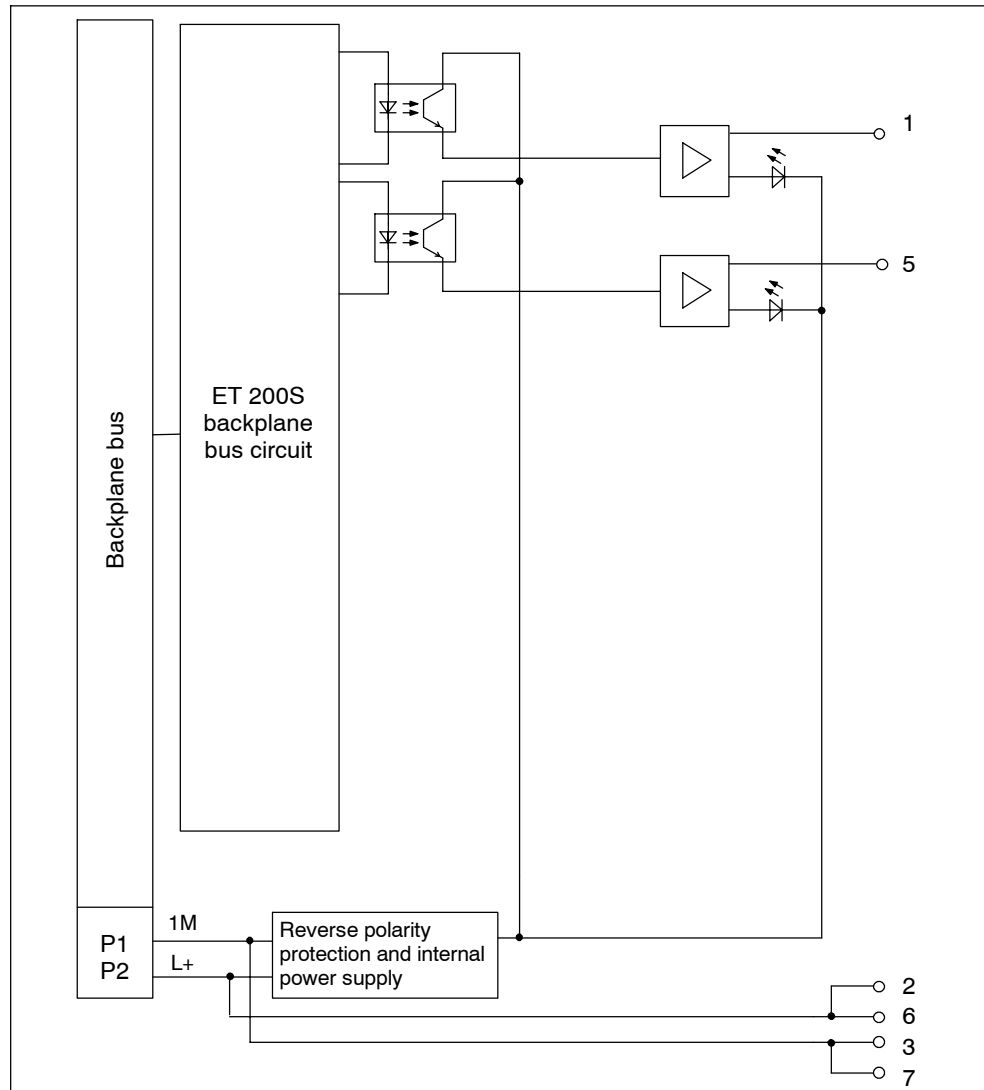 1
5
ET 200S
backplane
bus circuit
Backplane bus
1M
P1
P2
L+
Reverse polarity
protection and internal
power supply
2
6
3
7